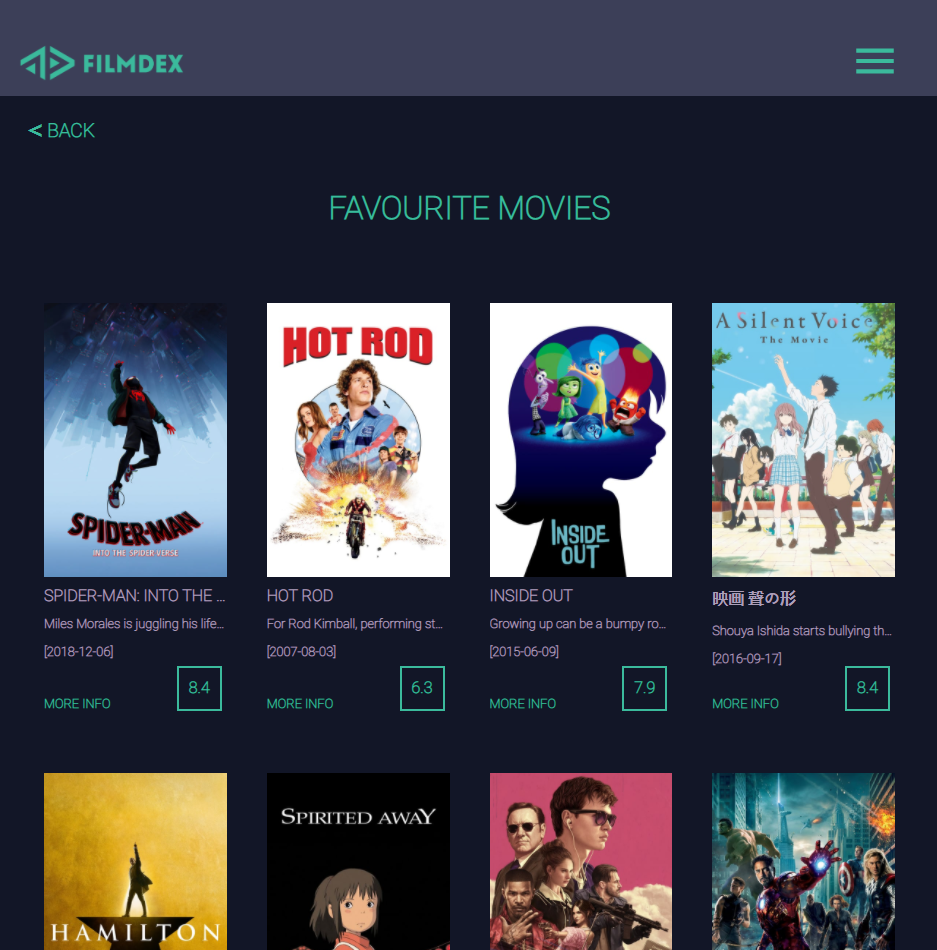 FILMDEX
< BACK
FAVOURITE MOVIES
SPIDER-MAN
INTO THE SPIDER-VERSE
SPIDER-MAN: INTO THE ...
Miles Morales is juggling his life...
[2018-12-06]
MORE INFO
8.4
HOT ROD
HOT ROD
For Rod Kimball, performing st...
[2007-08-03]
MORE INFO
6.3
INSIDE
OUT
INSIDE OUT
Growing up can be a bumpy ro...
[2015-06-09]
MORE INFO
7.9
A Silent Voice
The Movie
映画 聲の形
Shouya Ishida starts bullying th...
[2016-09-17]
MORE INFO
8.4
HAMILTON
SPIRITED AWAY